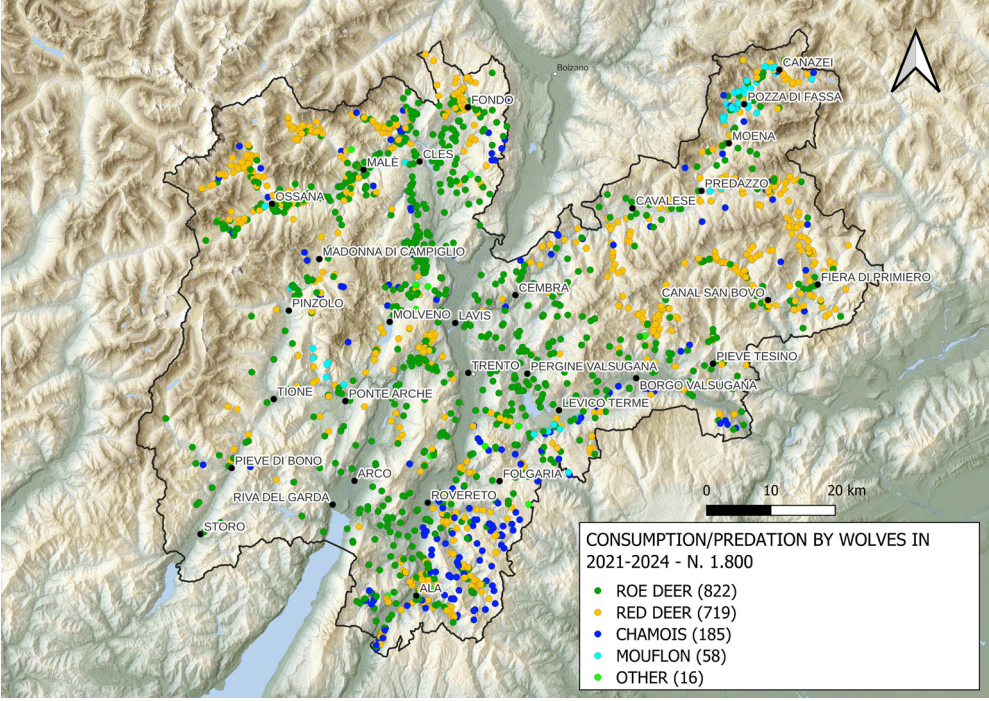 Bolzano
CANAZEI
FONDO
POZZA DI FASSA
MOENA
CLES
MALÈ
PREDAZZO
OSSANA
CAVALESE
MADONNA DI CAMPIGLIO
FIERA DI PRIMIERO
CEMBRA
CANAL SAN BOVO
PINZOLO
MOLVENO
LAVIS
PIEVE TESINO
TRENTO
PERGINE VALSUGANA
BORGO VALSUGANA
TIONE
PONTE ARCHE
LEVICO TERME
PIEVE DI BONO
ARCO
FOLGARIA
RIVA DEL GARDA
ROVERETO
0 10 20 km
STORO
ALA
CONSUMPTION/PREDATION BY WOLVES IN
2021-2024 - N. 1.800
ROE DEER (822)
RED DEER (719)
CHAMOIS (185)
MOUFLON (58)
OTHER (16)